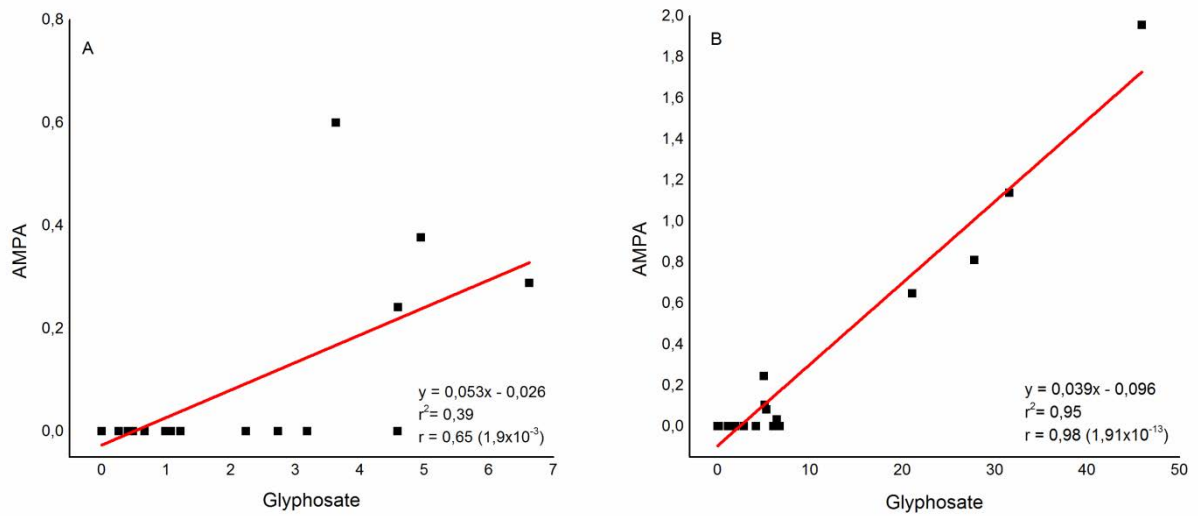 A
AMPA
0,8
0,6
0,4
0,2
0,0
0 1 2 3 4 5 6 7
Glyphosate
y = 0,053x - 0,026
r²= 0,39
r = 0,65 (1,9x10⁻³)
B
AMPA
2,0
1,8
1,6
1,4
1,2
1,0
0,8
0,6
0,4
0,2
0,0
0 10 20 30 40 50
Glyphosate
y = 0,039x - 0,096
r²= 0,95
r = 0,98 (1,91x10⁻¹³)